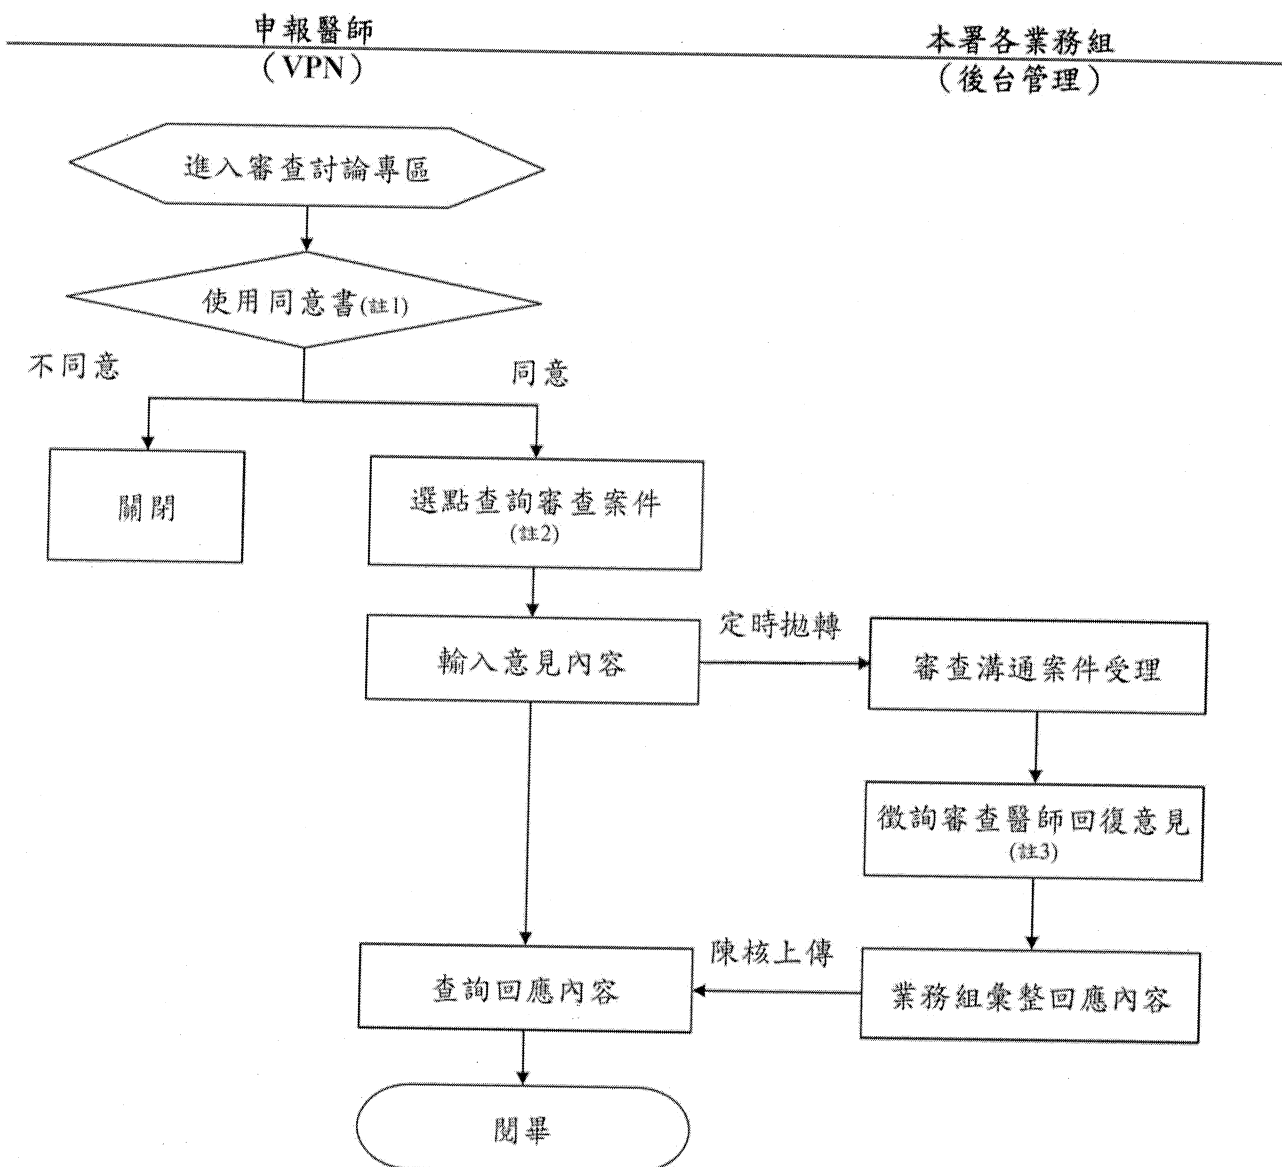 申報醫師
（VPN）
本署各業務組
（後台管理）
進入審查討論專區
使用同意書(註1)
不同意
同意
關閉
選點查詢審查案件
(註2)
輸入意見內容
定時拋轉
審查溝通案件受理
徵詢審查醫師回復意見
(註3)
查詢回應內容
陳核上傳
業務組彙整回應內容
閱畢